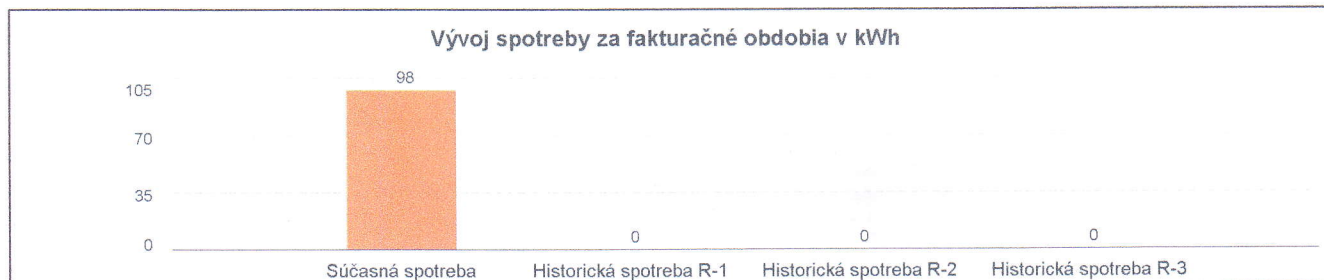 Vývoj spotreby za fakturačné obdobia v kWh
98
105
70
35
0
0
0
0
Súčasná spotreba
Historická spotreba R-1
Historická spotreba R-2
Historická spotreba R-3